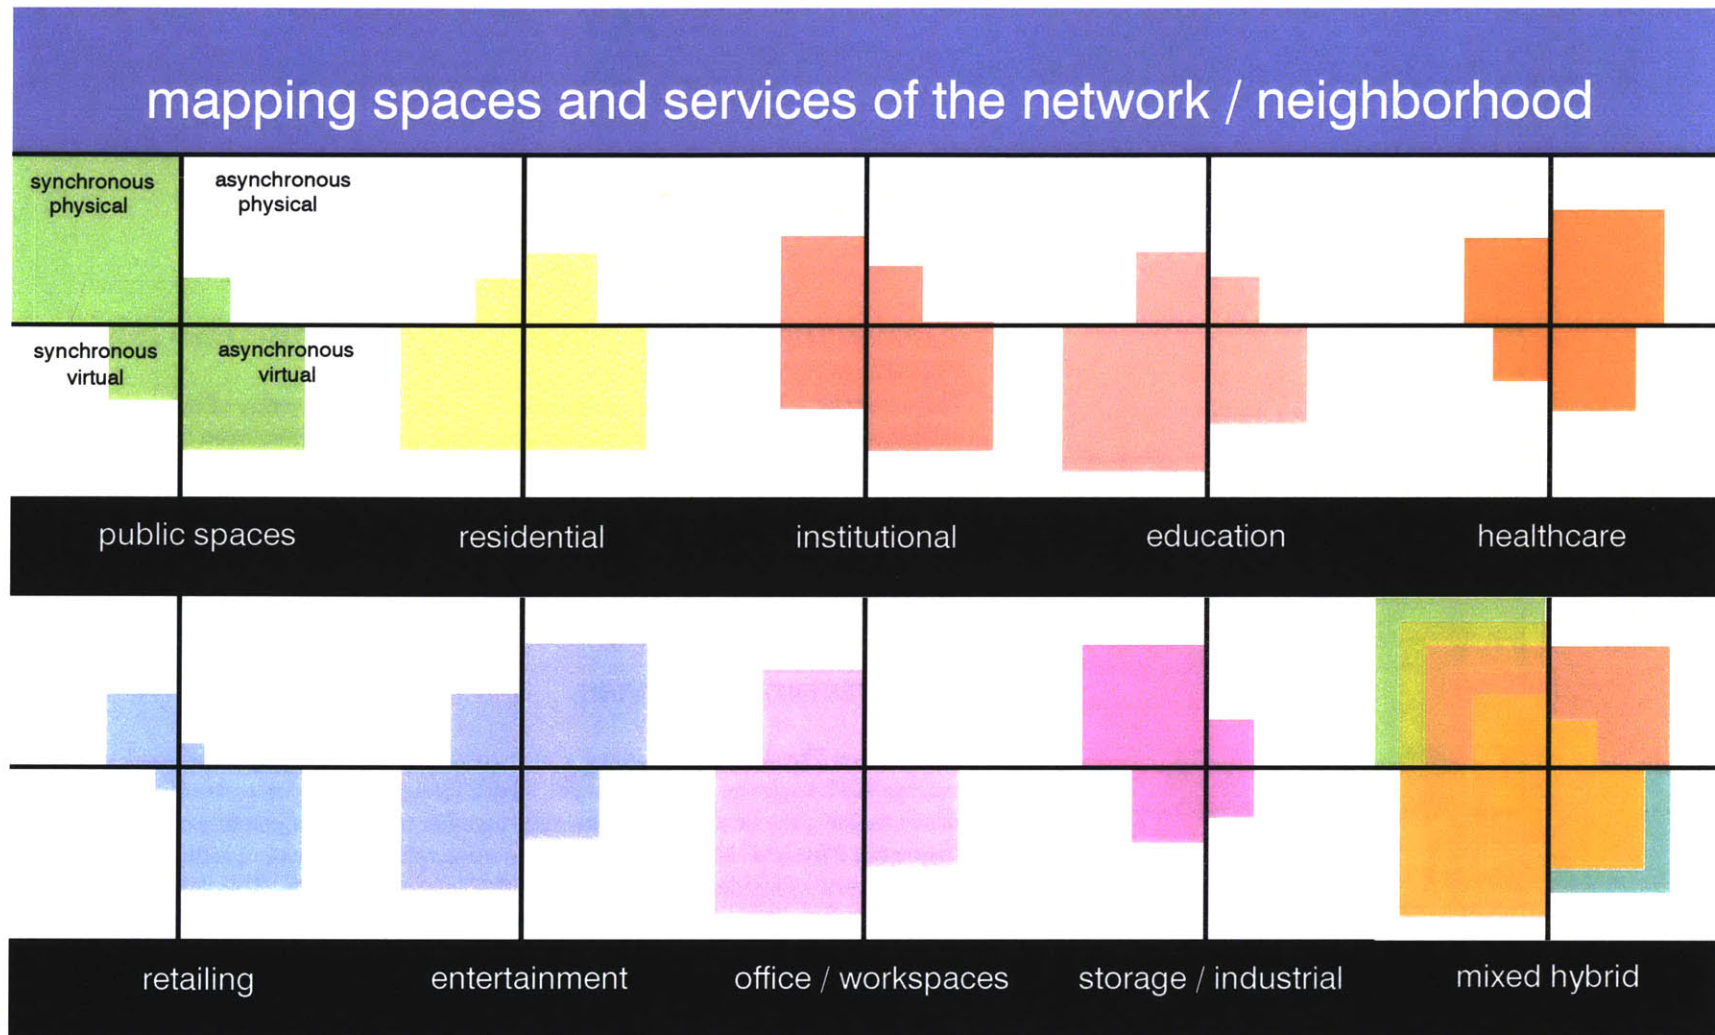 mapping spaces and services of the network / neighborhood
synchronous
physical
asynchronous
physical
synchronous
virtual
asynchronous
virtual
public spaces
residential
institutional
education
healthcare
retailing
entertainment
office / workspaces
storage / industrial
mixed hybrid